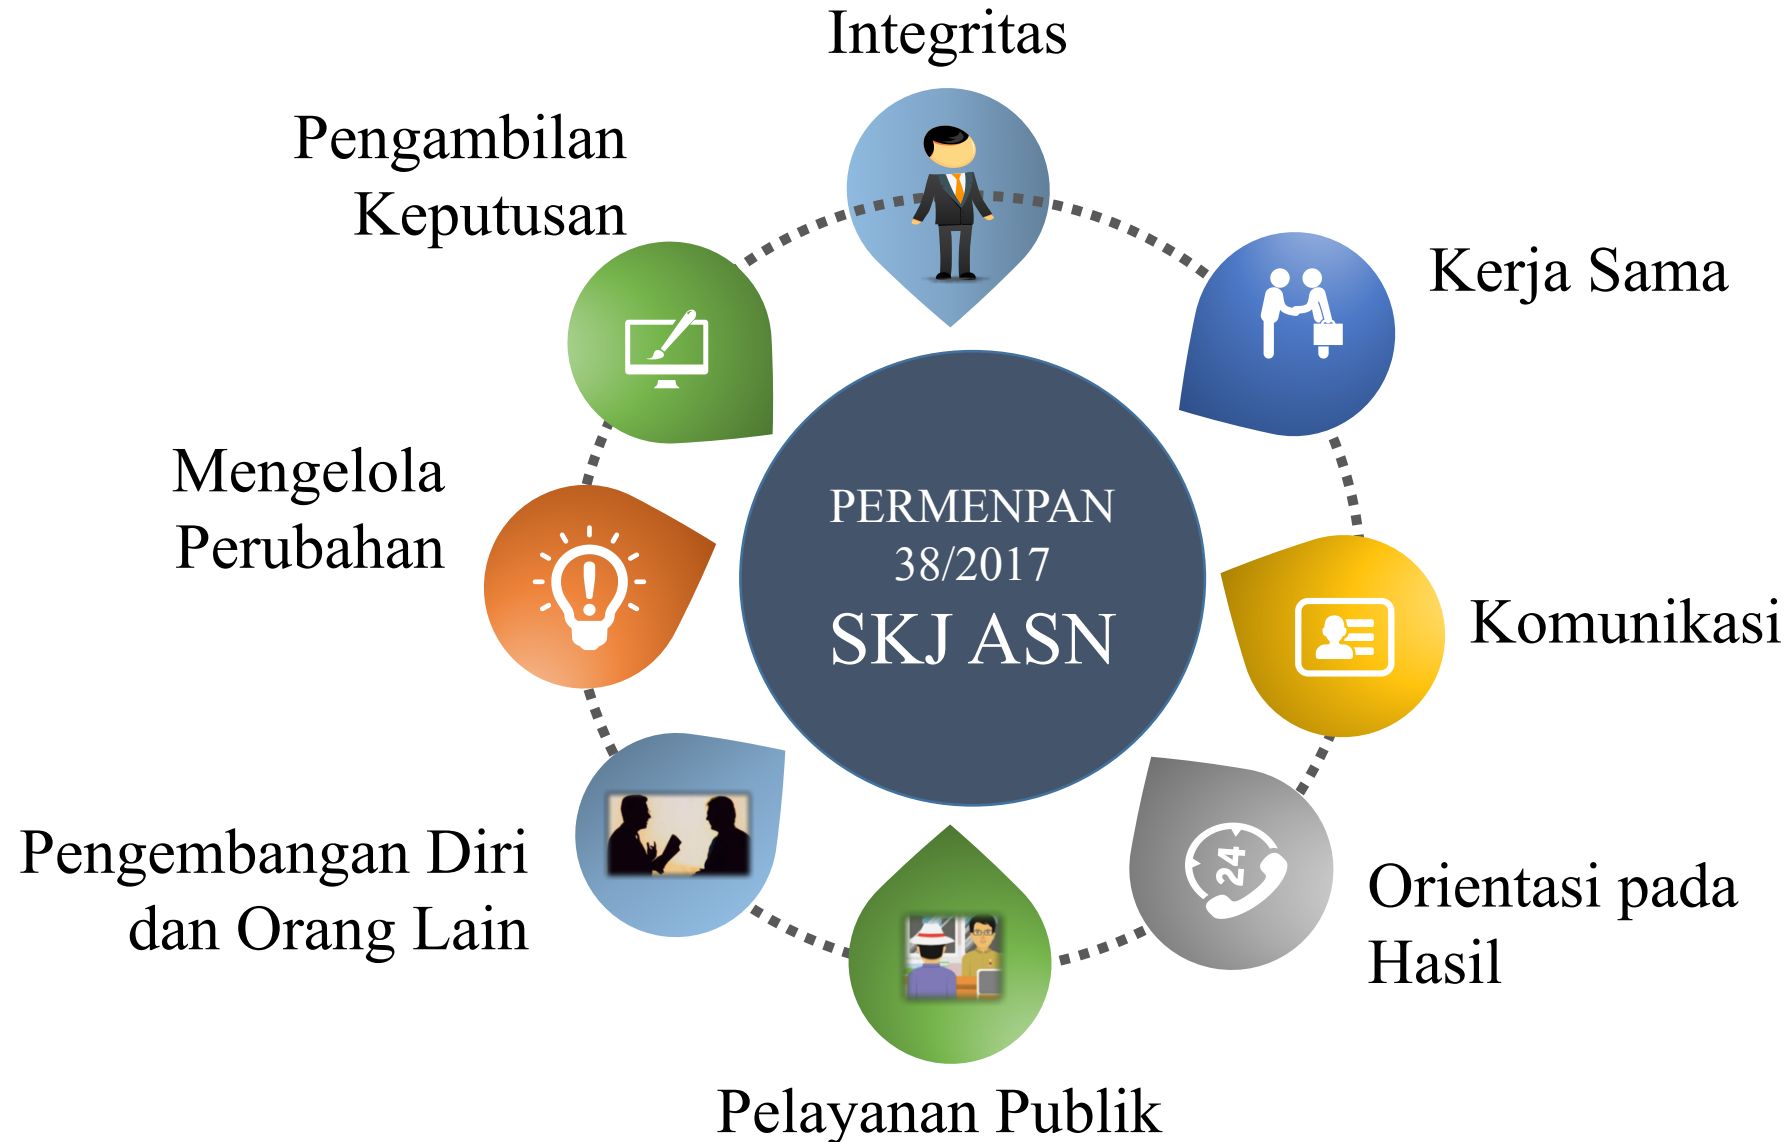 Integritas
Pengambilan
Keputusan
Kerja Sama
Mengelola
Perubahan
PERMENPAN
38/2017
SKJ ASN
Komunikasi
Pengembangan Diri
dan Orang Lain
24
Orientasi pada
Hasil
Pelayanan Publik